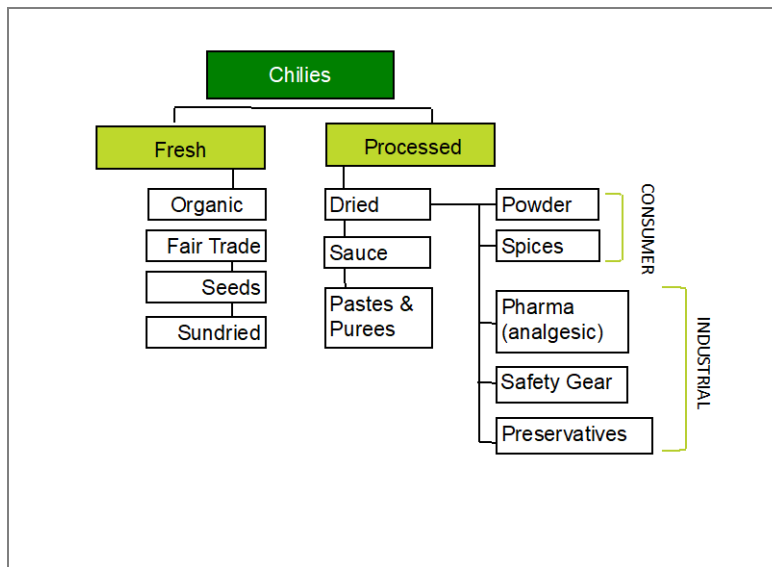 Chilies
Fresh
Processed
Organic
Fair Trade
Seeds
Sundried
Dried
Sauce
Pastes &
Purees
Powder
Spices
Pharma
(analgesic)
Safety Gear
Preservatives
CONSUMER
INDUSTRIAL